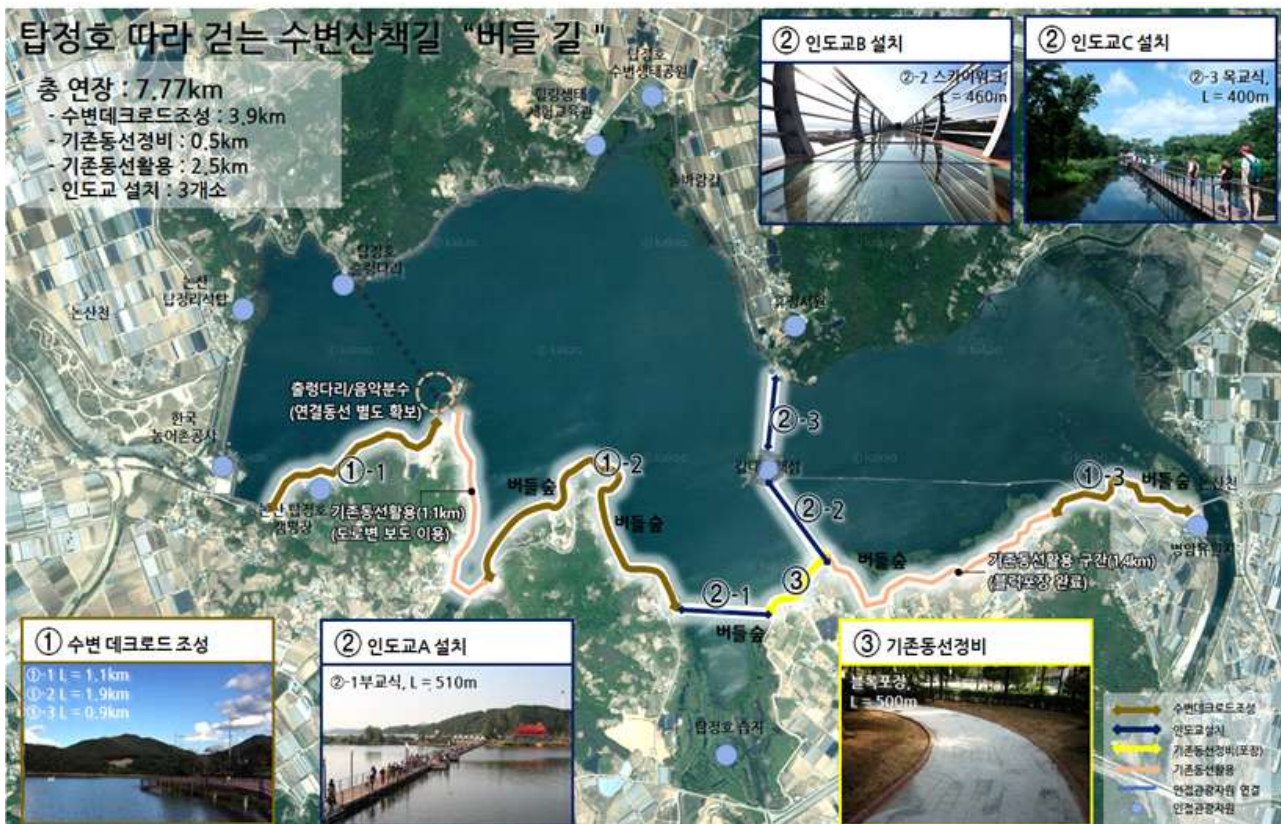 탑정호 따라 걷는 수변산책길 "버들 길"
총 연장 : 7.77km
- 수변데크로드조성 : 3.9km
- 기존동선정비 : 0.5km
- 기존동선활용 : 2.5km
- 인도교 설치 : 3개소
② 인도교B 설치
②-2 스카이워크,
L = 460m
② 인도교C 설치
②-3 목교식,
L = 400m
탑정호
수변생태공원
탑정호
출렁다리
논산
탑정리석탑
논산천
출렁다리/음악분수
(연결동선 별도 확보)
한국
농어촌공사
①-1
논산 탑정호
기존동선활용(1.1km)
(도로변 보도 이용)
버들숲
①-2
버들숲
②-3
②-2
①-3
버들숲
논산천
병암유원지
버들숲
기존동선활용 구간(1.4km)
(블럭포장 완료)
③
②-1
버들숲
탑정호 습지
① 수변 데크로드 조성
①-1 L = 1.1km
①-2 L = 1.9km
①-3 L = 0.9km
② 인도교A 설치
②-1부교식, L = 510m
③ 기존동선정비
블록포장,
L = 500m
수변데크로드조성
인도교설치
기존동선정비(포장)
기존동선활용
인접관광자원 연결
인접관광자원
kakao